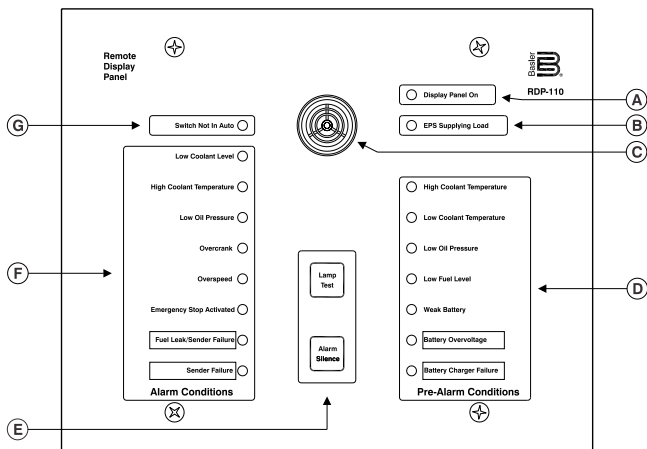 Remote
Display
Panel
Basler
RDP-110
Display Panel On
A
G
Switch Not In Auto
EPS Supplying Load
B
C
Low Coolant Level
High Coolant Temperature
Low Oil Pressure
Overcrank
Overspeed
Emergency Stop Activated
Fuel Leak/Sender Failure
Sender Failure
Alarm Conditions
F
Lamp
Test
Alarm
Silence
High Coolant Temperature
Low Coolant Temperature
Low Oil Pressure
Low Fuel Level
Weak Battery
Battery Overvoltage
Battery Charger Failure
Pre-Alarm Conditions
D
E